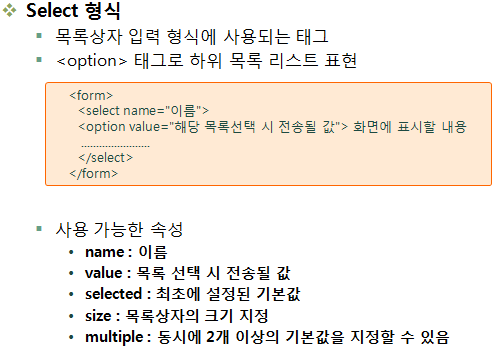 Select 형식
목록상자 입력 형식에 사용되는 태그
<option> 태그로 하위 목록 리스트 표현
<form>
<select name="이름">
<option value="해당 목록선택 시 전송될 값"> 화면에 표시할 내용
.......................
</select>
</form>
사용 가능한 속성
name : 이름
value : 목록 선택 시 전송될 값
selected : 최초에 설정된 기본값
size : 목록상자의 크기 지정
multiple : 동시에 2개 이상의 기본값을 지정할 수 있음